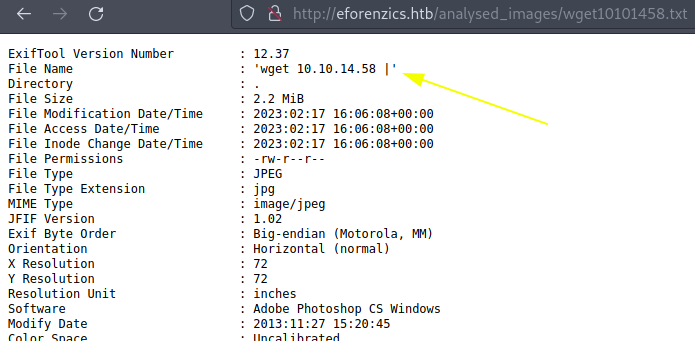 http://eforenzics.htb/analysed_images/wget10101458.txt
ExifTool Version Number : 12.37
File Name : 'wget 10.10.14.58 |'
Directory : .
File Size : 2.2 MiB
File Modification Date/Time : 2023:02:17 16:06:08+00:00
File Access Date/Time : 2023:02:17 16:06:08+00:00
File Inode Change Date/Time : 2023:02:17 16:06:08+00:00
File Permissions : -rw-r--r--
File Type : JPEG
File Type Extension : jpg
MIME Type : image/jpeg
JFIF Version : 1.02
Exif Byte Order : Big-endian (Motorola, MM)
Orientation : Horizontal (normal)
X Resolution : 72
Y Resolution : 72
Resolution Unit : inches
Software : Adobe Photoshop CS Windows
Modify Date : 2013:11:27 15:20:45
Color Space : Uncalibrated